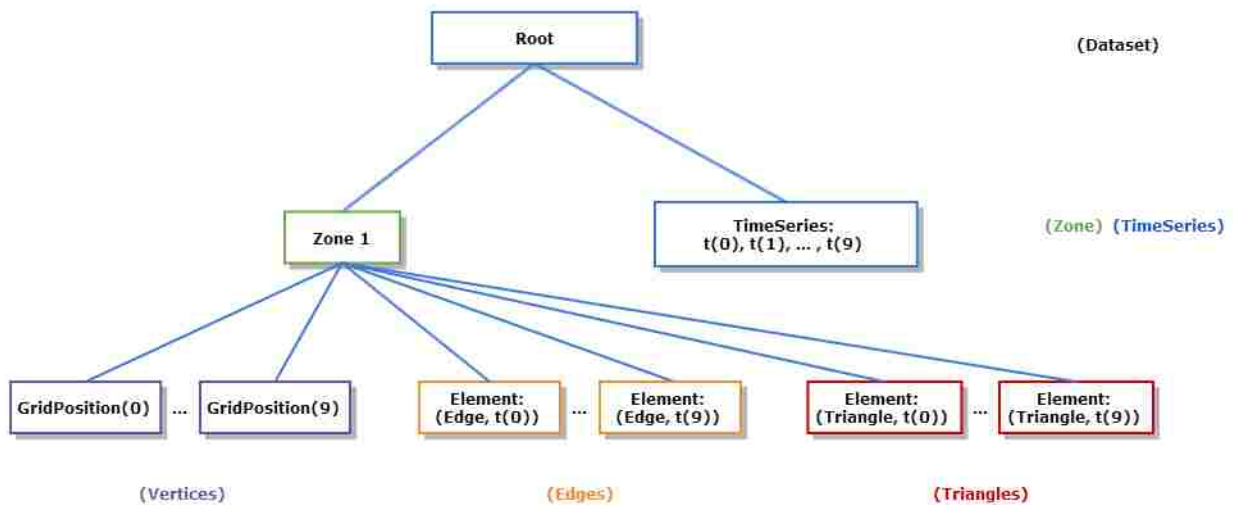 Root
(Dataset)
Zone 1
TimeSeries:
t(0), t(1), ... , t(9)
(Zone) (TimeSeries)
GridPosition(0) ... GridPosition(9)
Element:
(Edge, t(0))
...
Element:
(Edge, t(9))
Element:
(Triangle, t(0))
...
Element:
(Triangle, t(9))
(Vertices)
(Edges)
(Triangles)